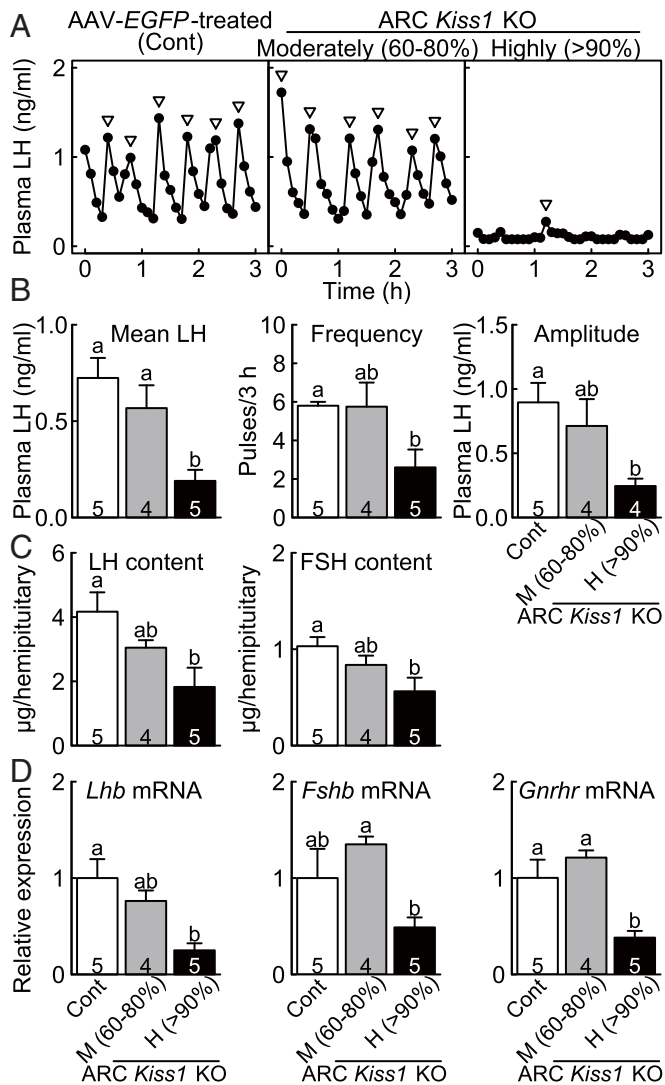 A
AAV-EGFP-treated
(Cont)
ARC Kiss1 KO
Moderately (60-80%)
Highly (>90%)
Plasma LH (ng/ml)
2
1
0
0 1 2 3
0 1 2 3
0 1 2 3
Time (h)
B
Plasma LH (ng/ml)
1.0
0.5
0.0
Mean LH
a
a
b
5 4 5
Pulses/3 h
10
8
6
4
2
0
Frequency
a
ab
b
5 4 5
Plasma LH (ng/ml)
1.5
1.0
0.5
0.0
Amplitude
a
ab
b
5 4 4
Cont
M (60-80%)
H (>90%)
ARC Kiss1 KO
C
µg/hemipituitary
6
4
2
0
LH content
a
ab
b
5 4 5
µg/hemipituitary
2
1
0
FSH content
a
ab
b
5 4 5
D
Relative expression
2
1
0
Lhb mRNA
a
ab
b
5 4 5
Cont
M (60-80%)
H (>90%)
ARC Kiss1 KO
2
1
0
Fshb mRNA
ab
a
b
5 4 5
Cont
M (60-80%)
H (>90%)
ARC Kiss1 KO
2
1
0
Gnrhr mRNA
a
a
b
5 4 5
Cont
M (60-80%)
H (>90%)
ARC Kiss1 KO